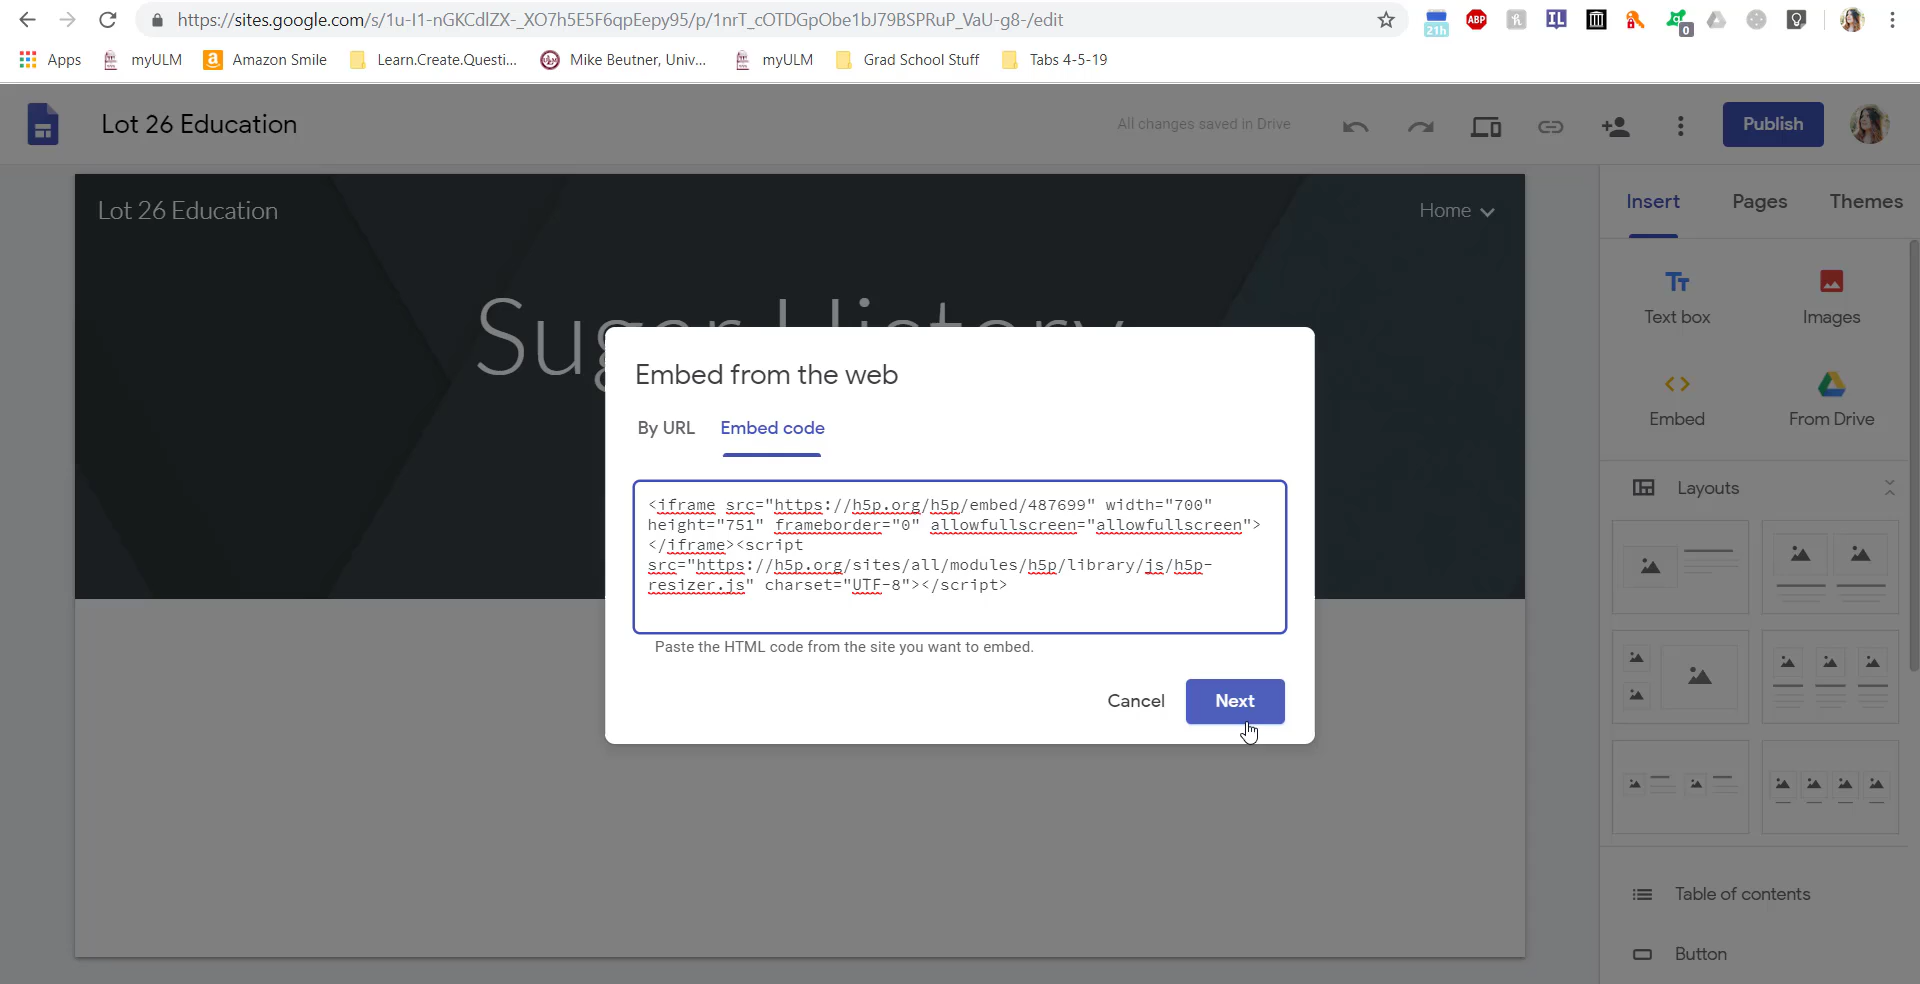 https://sites.google.com/s/1u-I1-nGKCdlZX-_XO7h5E5F6qpEepy95/p/1nrT_cOTDGpObe1bJ79BSPRuP_VaU-g8-/edit
21h
ABP
IL
0
Apps
myULM
Amazon Smile
Learn.Create.Questi...
Mike Beutner, Univ...
myULM
Grad School Stuff
Tabs 4-5-19
Lot 26 Education
All changes saved in Drive
Publish
Lot 26 Education
Home
Sugar History
Insert
Pages
Themes
Text box
Images
Embed
From Drive
Layouts
Table of contents
Button
Embed from the web
By URL
Embed code
<iframe src="https://h5p.org/h5p/embed/487699" width="700"
height="751" frameborder="0" allowfullscreen="allowfullscreen">
</iframe><script
src="https://h5p.org/sites/all/modules/h5p/library/js/h5p-
resizer.js" charset="UTF-8"></script>
Paste the HTML code from the site you want to embed.
Cancel
Next